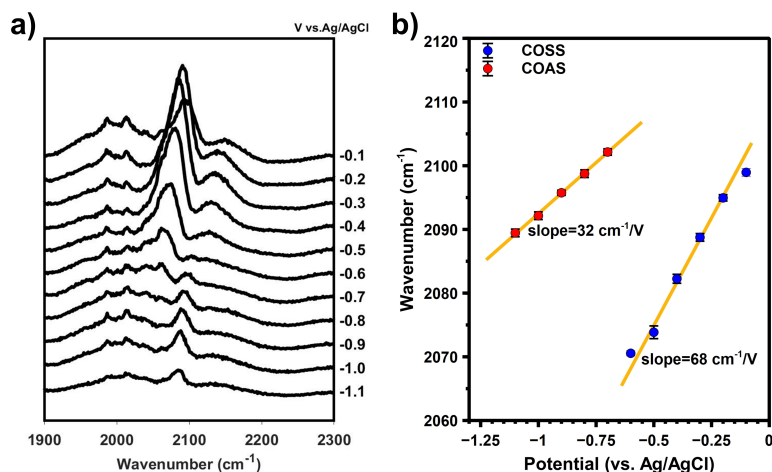 a)
V vs.Ag/AgCl
-0.1
-0.2
-0.3
-0.4
-0.5
-0.6
-0.7
-0.8
-0.9
-1.0
-1.1
1900 2000 2100 2200 2300
Wavenumber (cm⁻¹)
b)
2120
2110
2100
2090
2080
2070
2060
Wavenumber (cm⁻¹)
COSS
COAS
slope=32 cm⁻¹/V
slope=68 cm⁻¹/V
−1.25 −1 −0.75 −0.5 −0.25 0
Potential (vs. Ag/AgCl)